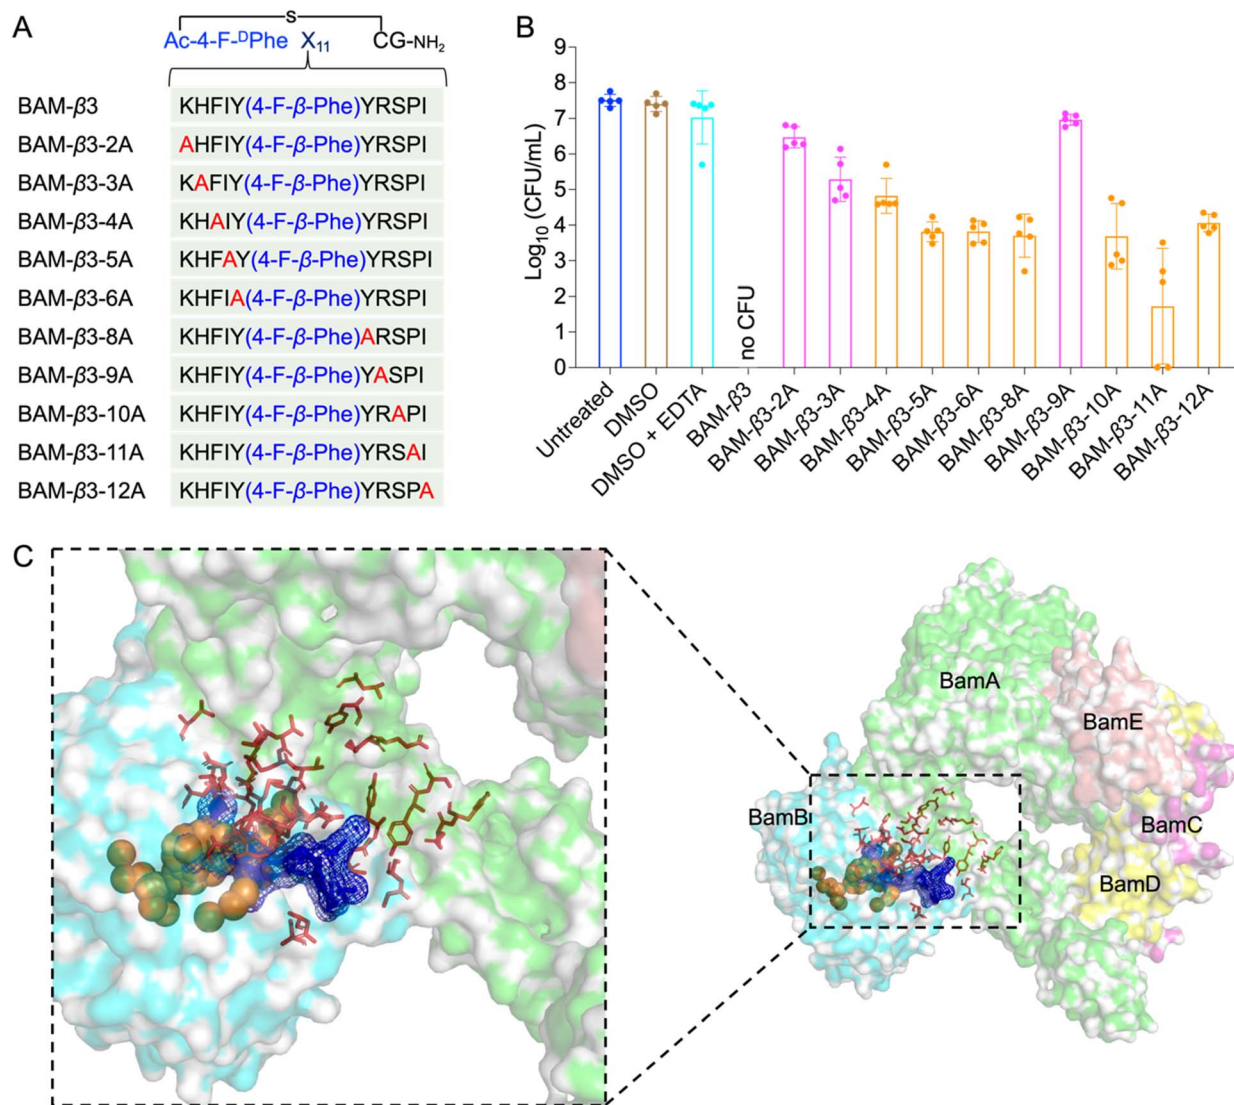 A
S
Ac-4-F-ᴰPhe X₁₁ CG-NH₂
BAM-β3 KHFIY(4-F-β-Phe)YRSPI
BAM-β3-2A AHFIY(4-F-β-Phe)YRSPI
BAM-β3-3A KAFIY(4-F-β-Phe)YRSPI
BAM-β3-4A KHAIY(4-F-β-Phe)YRSPI
BAM-β3-5A KHFAY(4-F-β-Phe)YRSPI
BAM-β3-6A KHFIA(4-F-β-Phe)YRSPI
BAM-β3-8A KHFIY(4-F-β-Phe)ARSPI
BAM-β3-9A KHFIY(4-F-β-Phe)YASPI
BAM-β3-10A KHFIY(4-F-β-Phe)YRAPI
BAM-β3-11A KHFIY(4-F-β-Phe)YRSAI
BAM-β3-12A KHFIY(4-F-β-Phe)YRSPA
B
Log₁₀ (CFU/mL)
9
8
7
6
5
4
3
2
1
0
no CFU
Untreated
DMSO
DMSO + EDTA
BAM-β3
BAM-β3-2A
BAM-β3-3A
BAM-β3-4A
BAM-β3-5A
BAM-β3-6A
BAM-β3-8A
BAM-β3-9A
BAM-β3-10A
BAM-β3-11A
BAM-β3-12A
C
BamA
BamE
BamB
BamC
BamD